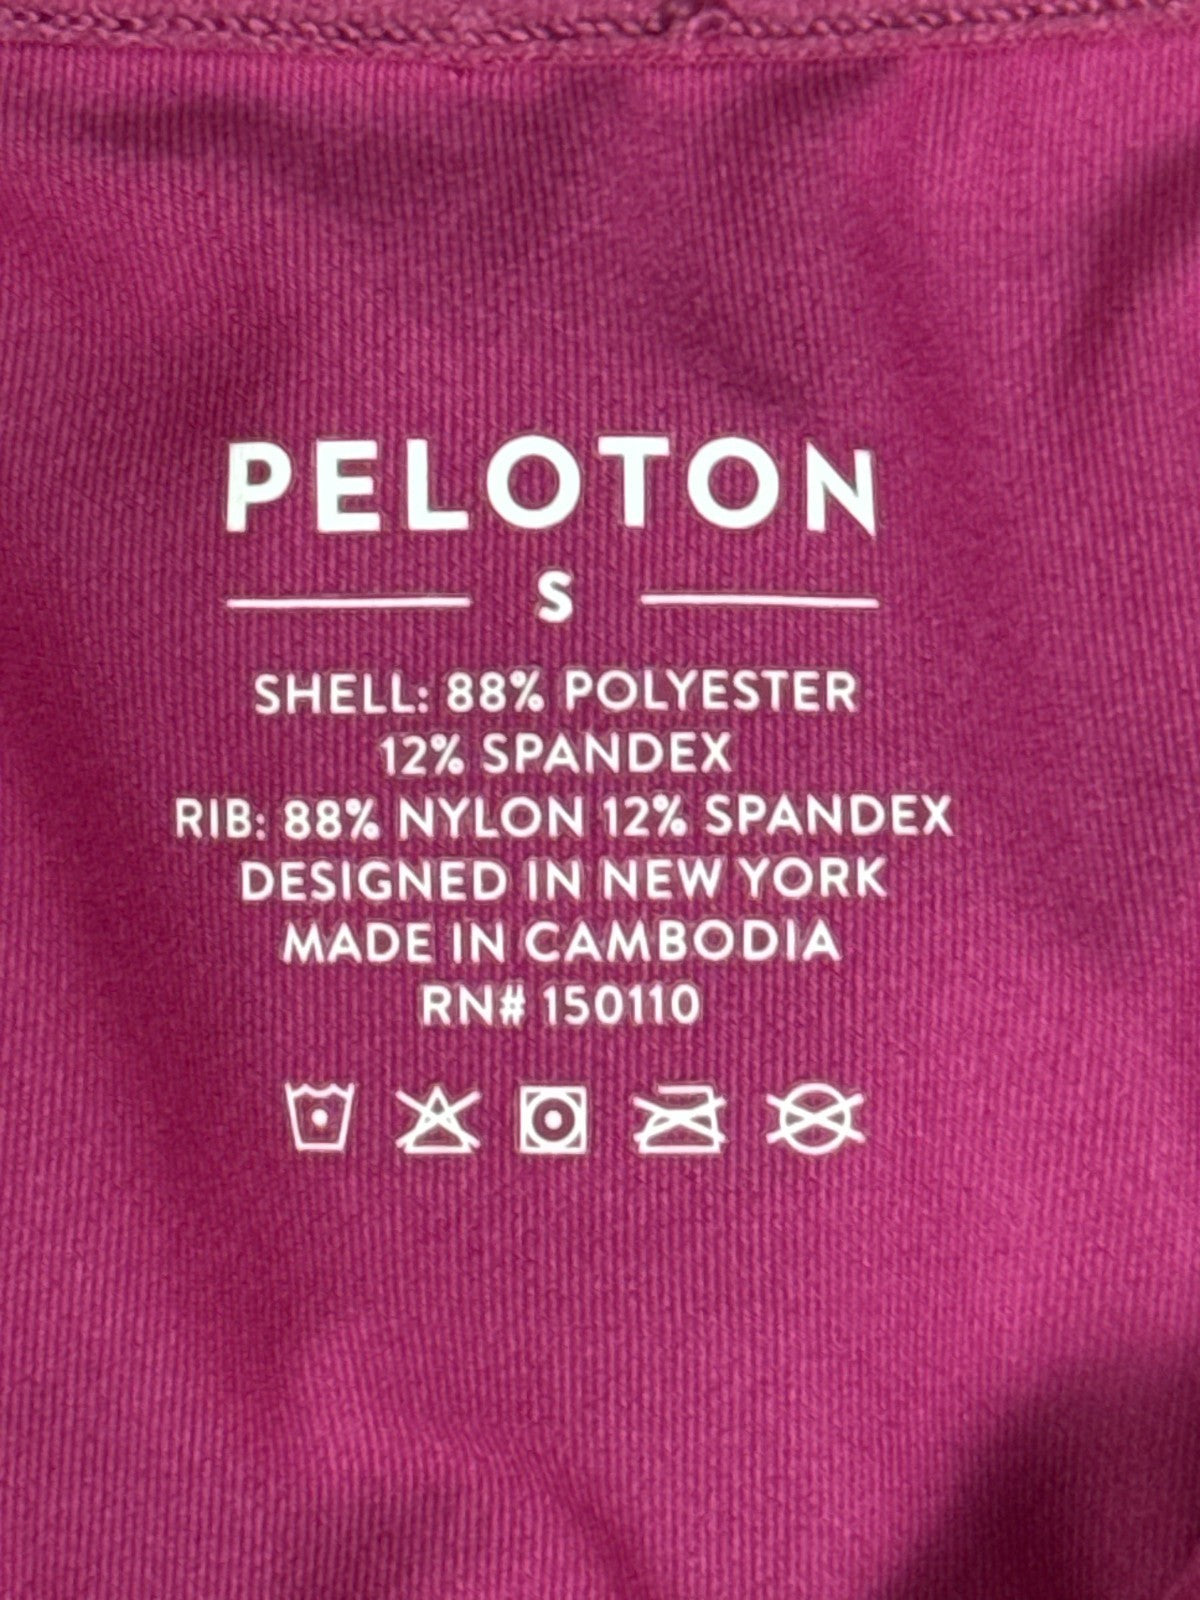 PELOTON
S
SHELL: 88% POLYESTER
12% SPANDEX
RIB: 88% NYLON 12% SPANDEX
DESIGNED IN NEW YORK
MADE IN CAMBODIA
RN# 150110